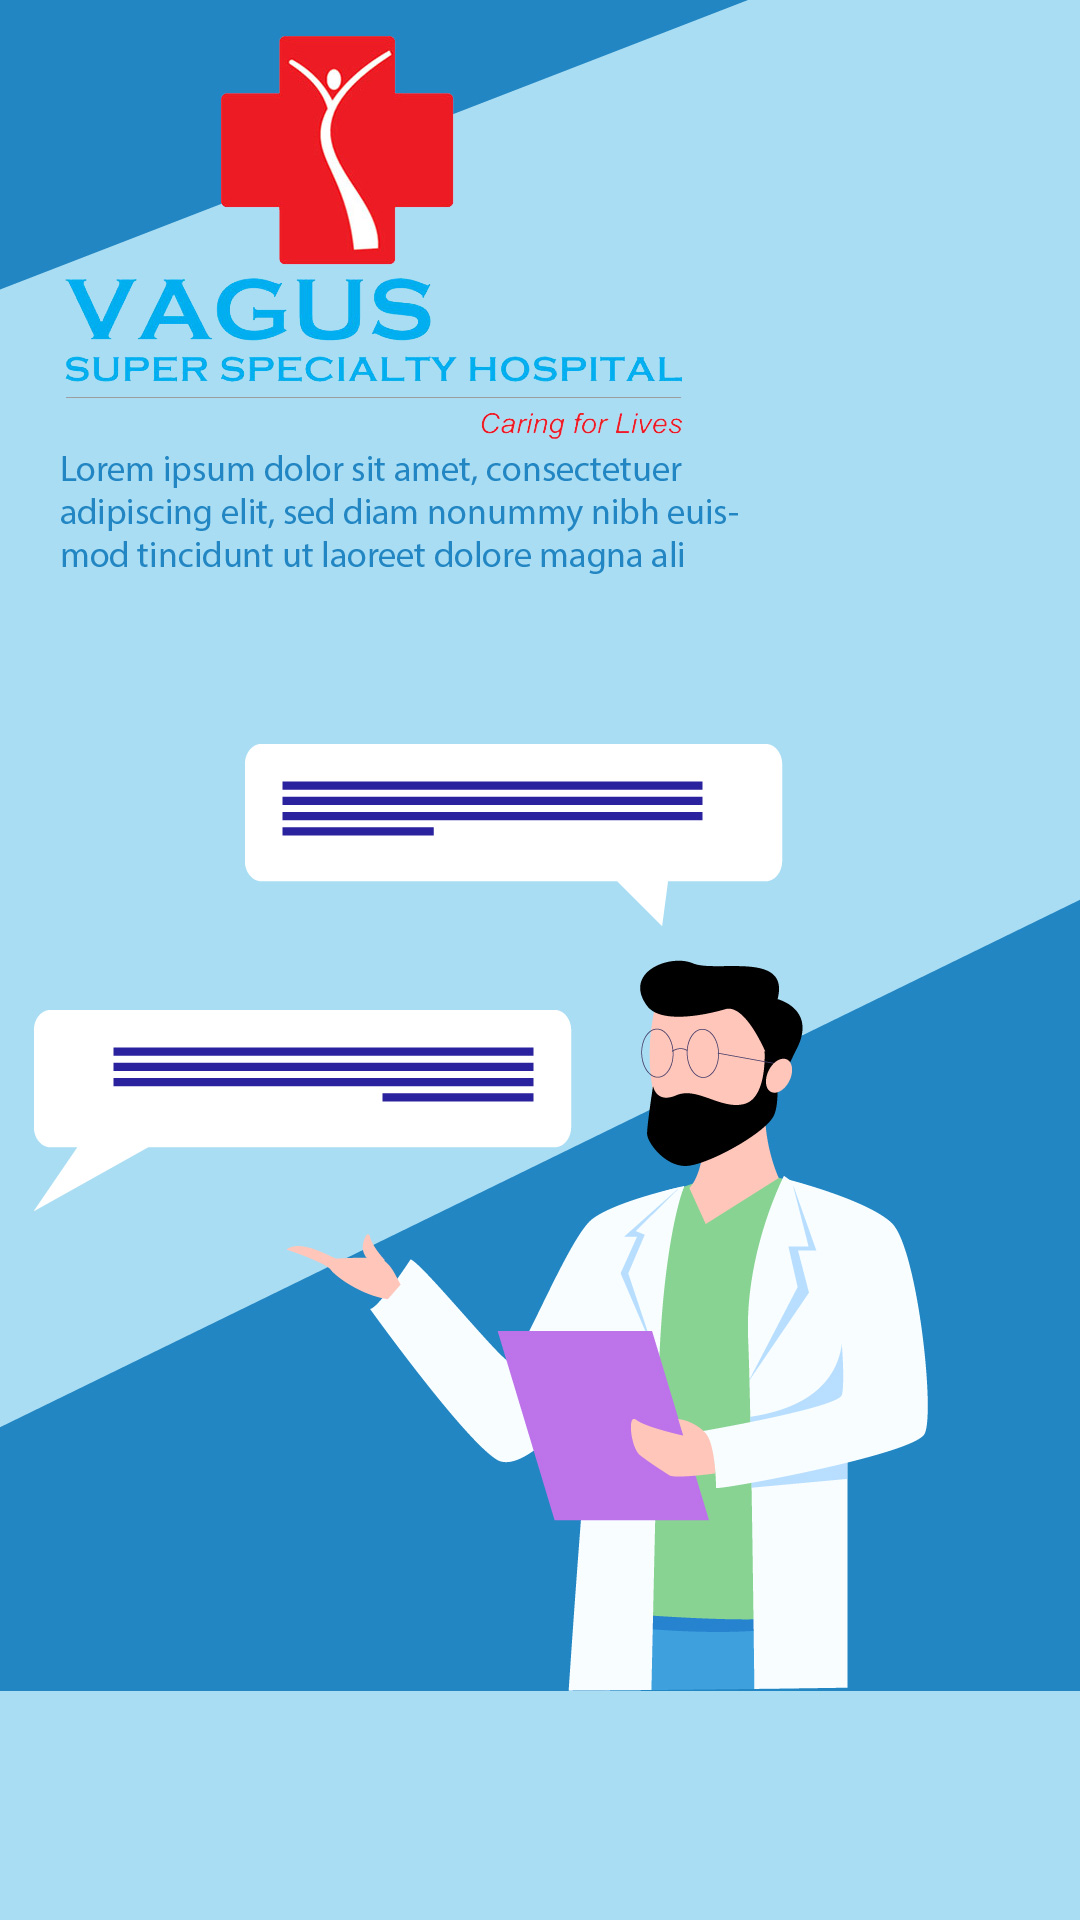 VAGUS
SUPER SPECIALTY HOSPITAL
Caring for Lives
Lorem ipsum dolor sit amet, consectetuer
adipiscing elit, sed diam nonummy nibh euis-
mod tincidunt ut laoreet dolore magna ali